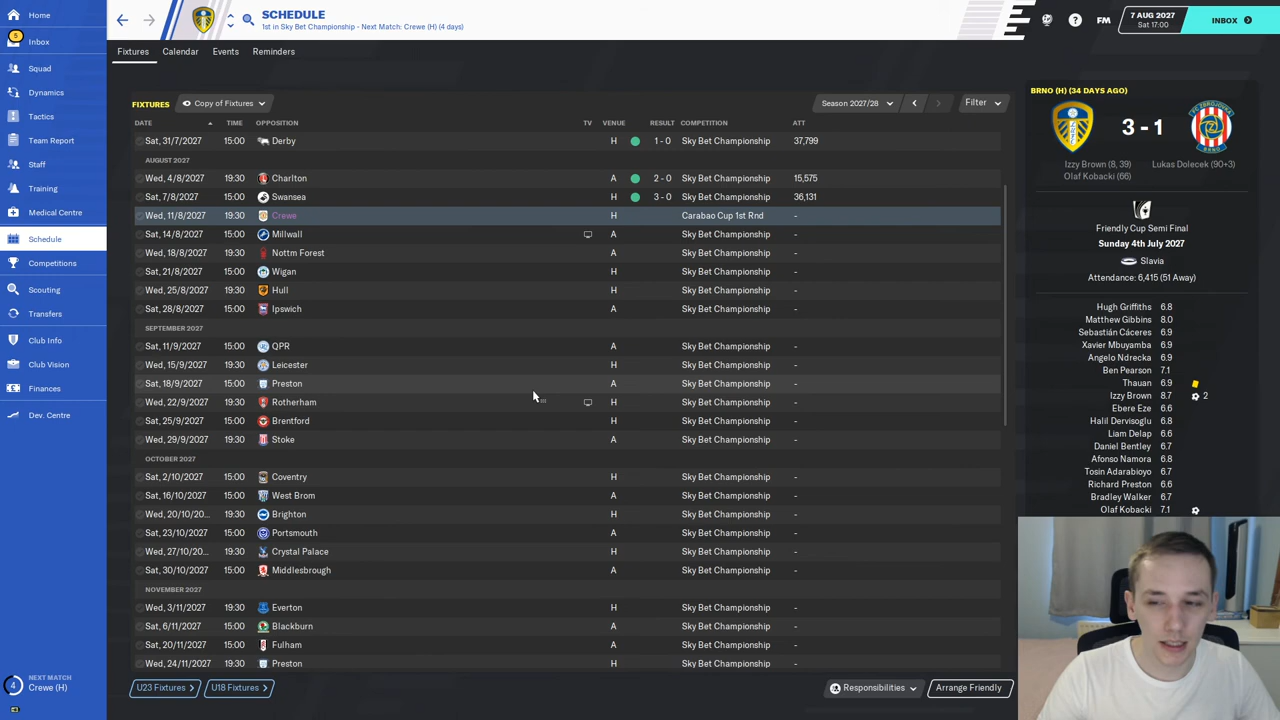 Home
5
Inbox
Squad
Dynamics
Tactics
Team Report
Staff
Training
Medical Centre
Schedule
Competitions
Scouting
Transfers
Club Info
Club Vision
Finances
Dev. Centre
4
NEXT MATCH
Crewe (H)
SCHEDULE
1st in Sky Bet Championship - Next Match: Crewe (H) (4 days)
? FM
7 AUG 2027
Sat 17:00
INBOX
Fixtures Calendar Events Reminders
FIXTURES Copy of Fixtures Season 2027/28 Filter
DATE TIME OPPOSITION TV VENUE RESULT COMPETITION ATT
Sat, 31/7/2027 15:00 Derby H 1 - 0 Sky Bet Championship 37,799
AUGUST 2027
Wed, 4/8/2027 19:30 Charlton A 2 - 0 Sky Bet Championship 15,575
Sat, 7/8/2027 15:00 Swansea H 3 - 0 Sky Bet Championship 36,131
Wed, 11/8/2027 19:30 Crewe H Carabao Cup 1st Rnd -
Sat, 14/8/2027 15:00 Millwall A Sky Bet Championship -
Wed, 18/8/2027 19:30 Nottm Forest A Sky Bet Championship -
Sat, 21/8/2027 15:00 Wigan H Sky Bet Championship -
Wed, 25/8/2027 19:30 Hull H Sky Bet Championship -
Sat, 28/8/2027 15:00 Ipswich A Sky Bet Championship -
SEPTEMBER 2027
Sat, 11/9/2027 15:00 QPR A Sky Bet Championship -
Wed, 15/9/2027 19:30 Leicester H Sky Bet Championship -
Sat, 18/9/2027 15:00 Preston A Sky Bet Championship -
Wed, 22/9/2027 19:30 Rotherham H Sky Bet Championship -
Sat, 25/9/2027 15:00 Brentford H Sky Bet Championship -
Wed, 29/9/2027 19:30 Stoke A Sky Bet Championship -
OCTOBER 2027
Sat, 2/10/2027 15:00 Coventry H Sky Bet Championship -
Sat, 16/10/2027 15:00 West Brom A Sky Bet Championship -
Wed, 20/10/20... 19:30 Brighton H Sky Bet Championship -
Sat, 23/10/2027 15:00 Portsmouth A Sky Bet Championship -
Wed, 27/10/20... 19:30 Crystal Palace H Sky Bet Championship -
Sat, 30/10/2027 15:00 Middlesbrough A Sky Bet Championship -
NOVEMBER 2027
Wed, 3/11/2027 19:30 Everton H Sky Bet Championship -
Sat, 6/11/2027 15:00 Blackburn A Sky Bet Championship -
Sat, 20/11/2027 15:00 Fulham A Sky Bet Championship -
Wed, 24/11/2027 19:30 Preston H Sky Bet Championship -
U23 Fixtures U18 Fixtures Responsibilities Arrange Friendly
BRNO (H) (34 DAYS AGO)
3 - 1
Izzy Brown (8, 39) Lukas Dolecek (90+3)
Olaf Kobacki (66)
Friendly Cup Semi Final
Sunday 4th July 2027
Slavia
Attendance: 6,415 (51 Away)
Hugh Griffiths 6.8
Matthew Gibbins 8.0
Sebastián Cáceres 6.9
Xavier Mbuyamba 6.9
Angelo Ndrecka 6.9
Ben Pearson 7.1
Thauan 6.9
Izzy Brown 8.7 2
Ebere Eze 6.6
Halil Dervisoglu 6.8
Liam Delap 6.6
Daniel Bentley 6.7
Afonso Namora 6.8
Tosin Adarabioyo 6.7
Richard Preston 6.6
Bradley Walker 6.7
Olaf Kobacki 7.1